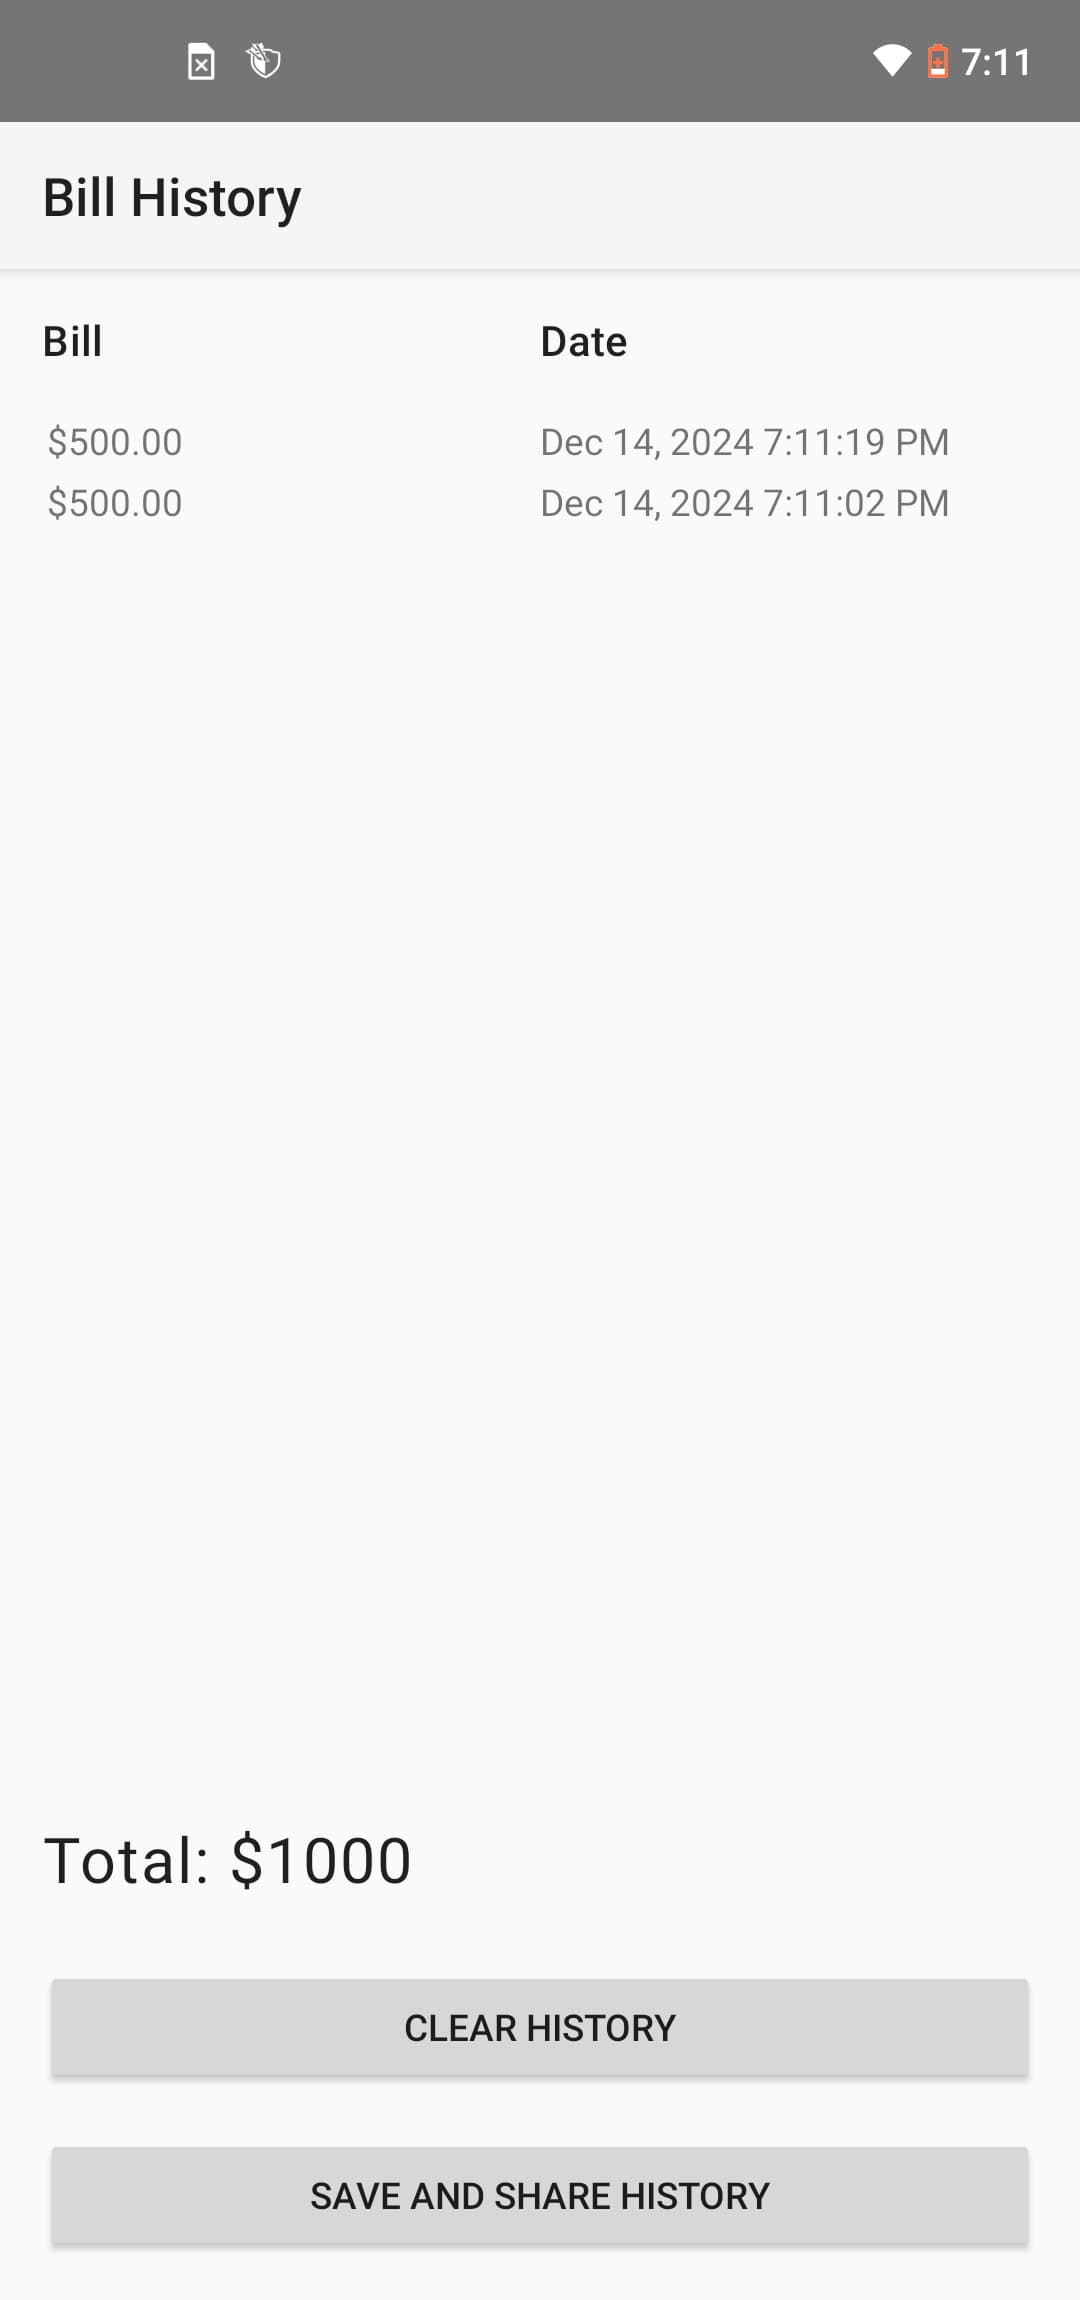 7:11
Bill History
Bill Date
$500.00 Dec 14, 2024 7:11:19 PM
$500.00 Dec 14, 2024 7:11:02 PM
Total: $1000
CLEAR HISTORY
SAVE AND SHARE HISTORY